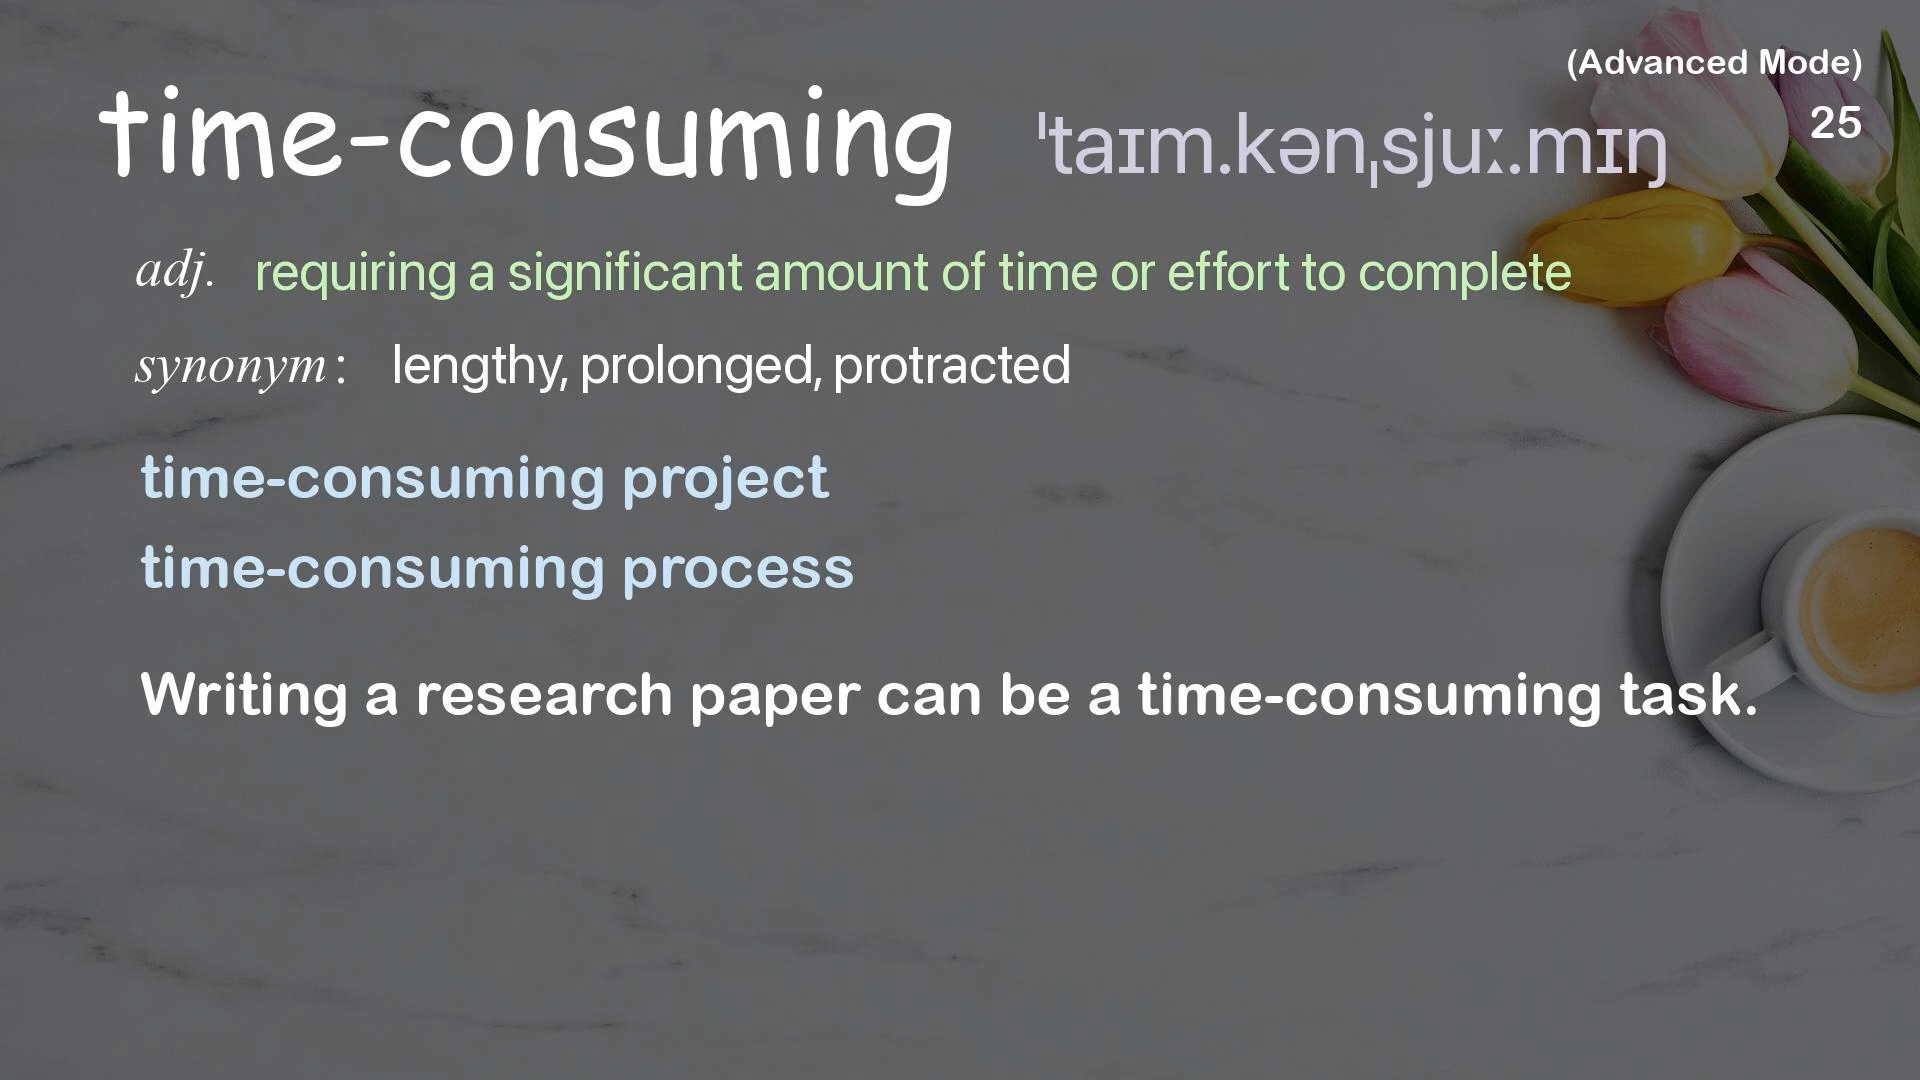 (Advanced Mode)
25
time-consuming ˈtaɪm.kənˌsjuː.mɪŋ
adj. requiring a significant amount of time or effort to complete
synonym: lengthy, prolonged, protracted
time-consuming project
time-consuming process
Writing a research paper can be a time-consuming task.